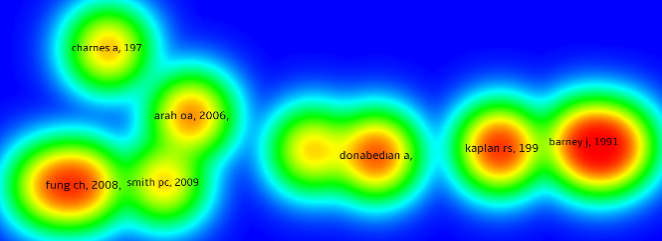 charnes a, 197
arah oa, 2006,
donabedian a,
kaplan rs, 199
barney j, 1991
fung ch, 2008,
smith pc, 2009